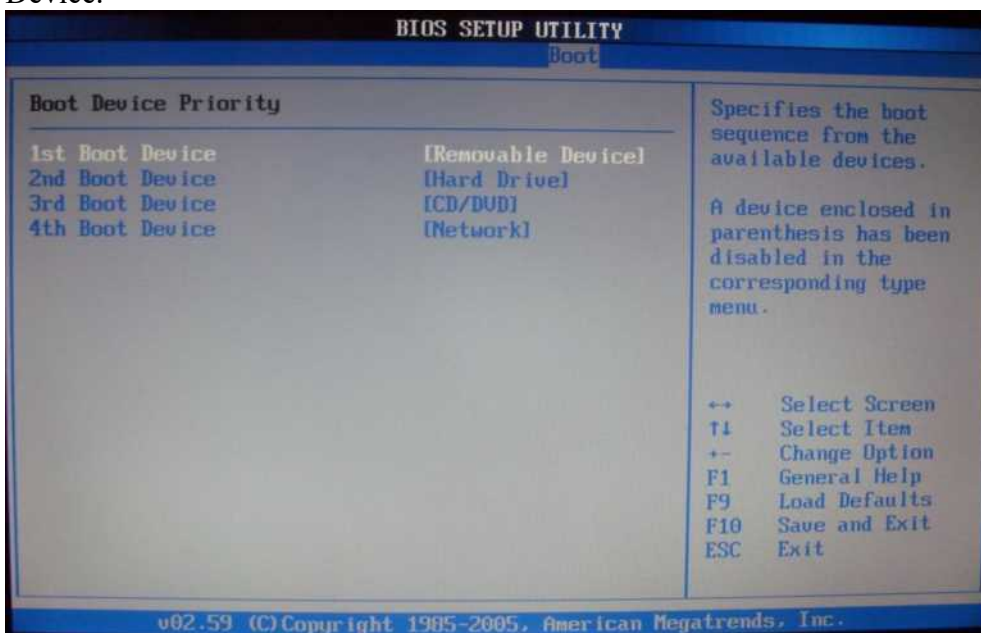 Device.
BIOS SETUP UTILITY
Boot
Boot Device Priority
1st Boot Device [Removable Device]
2nd Boot Device [Hard Drive]
3rd Boot Device [CD/DVD]
4th Boot Device [Network]
Specifies the boot
sequence from the
available devices.
A device enclosed in
parenthesis has been
disabled in the
corresponding type
menu.
↔ Select Screen
↑↓ Select Item
+- Change Option
F1 General Help
F9 Load Defaults
F10 Save and Exit
ESC Exit
v02.59 (C)Copyright 1985-2005, American Megatrends, Inc.